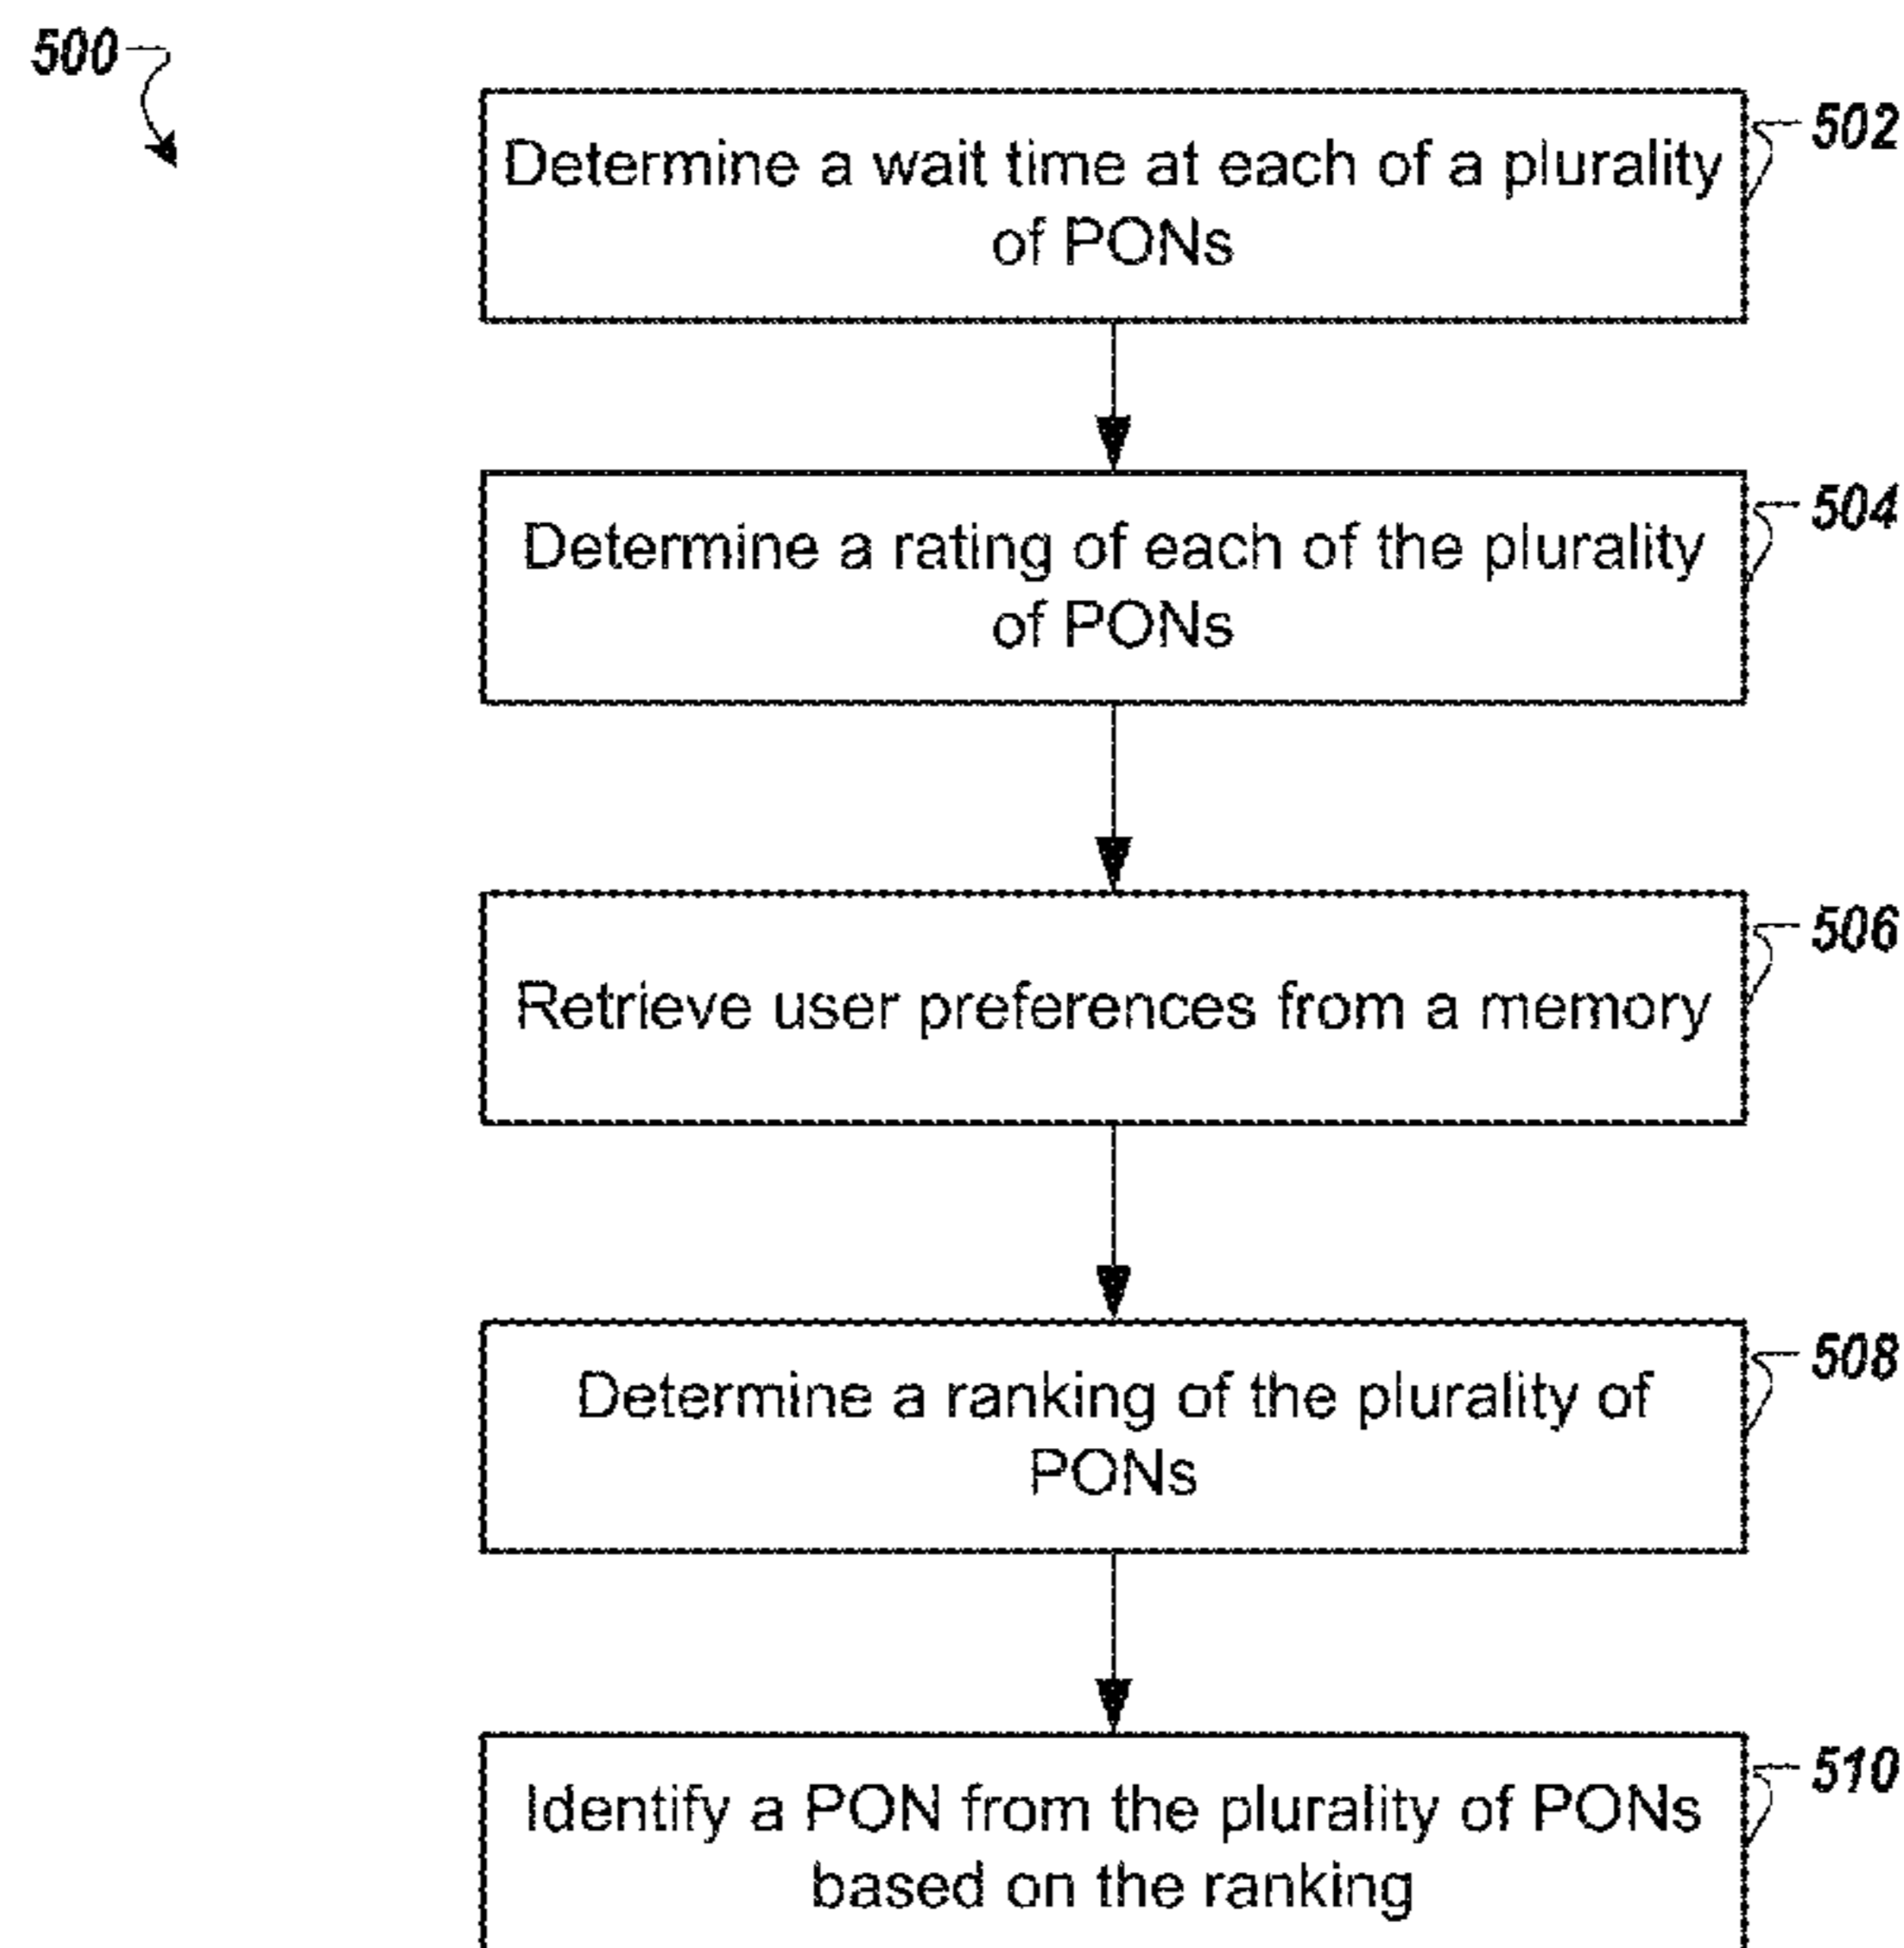 500
Determine a wait time at each of a plurality
of PONs
502
Determine a rating of each of the plurality
of PONs
504
Retrieve user preferences from a memory
506
Determine a ranking of the plurality of
PONs
508
Identify a PON from the plurality of PONs
based on the ranking
510